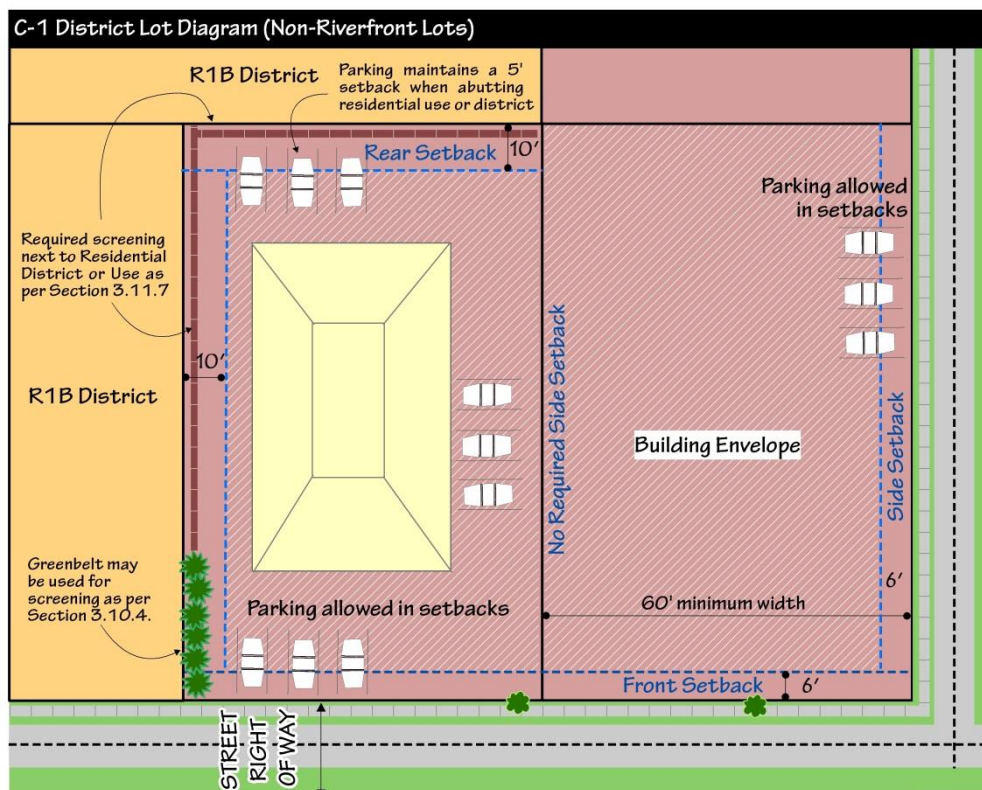 C-1 District Lot Diagram (Non-Riverfront Lots)
R1B District
Parking maintains a 5'
setback when abutting
residential use or district
10'
Rear Setback
Parking allowed
in setbacks
Required screening
next to Residential
District or Use as
per Section 3.11.7
10'
R1B District
No Required Side Setback
Building Envelope
Side Setback
Greenbelt may
be used for
screening as per
Section 3.10.4.
Parking allowed in setbacks
60' minimum width
6'
Front Setback
6'
STREET
RIGHT
OF WAY